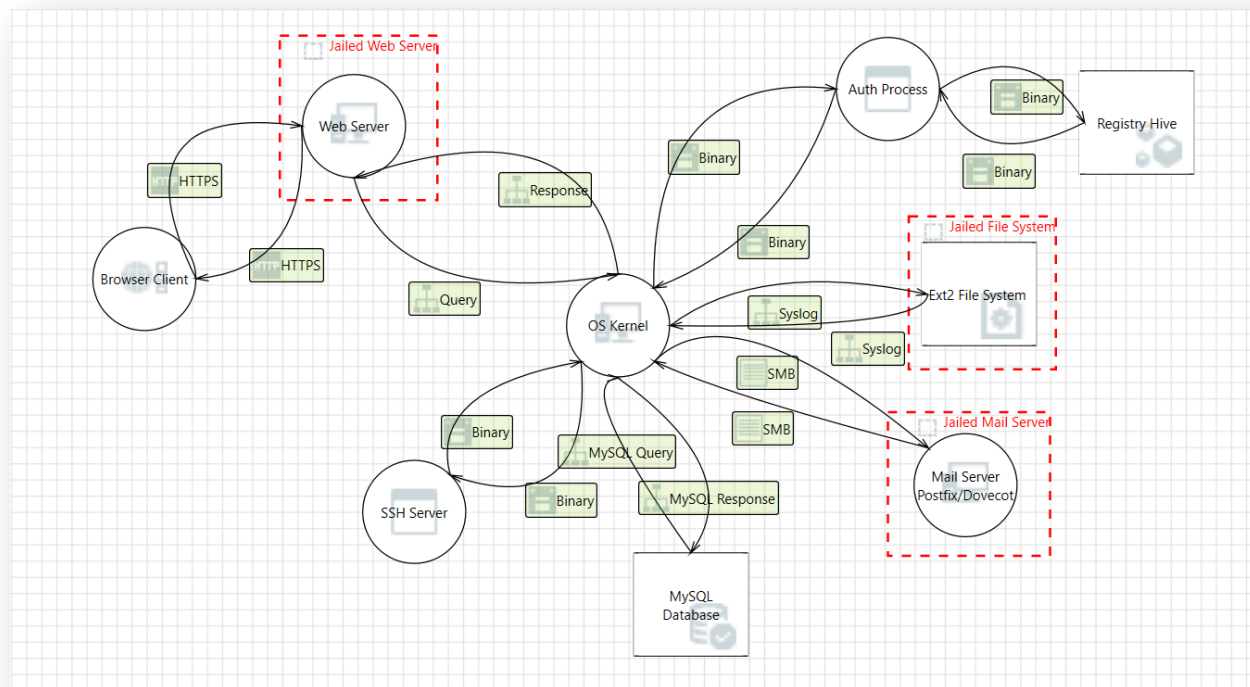 Jailed Web Server
Web Server
Auth Process
Binary
Registry Hive
Binary
Binary
HTTPS
Response
Jailed File System
Binary
HTTPS
Browser Client
Query
Ext2 File System
Syslog
OS Kernel
Syslog
SMB
Jailed Mail Server
SMB
Binary
MySQL Query
Mail Server
Postfix/Dovecot
Binary
MySQL Response
SSH Server
MySQL
Database